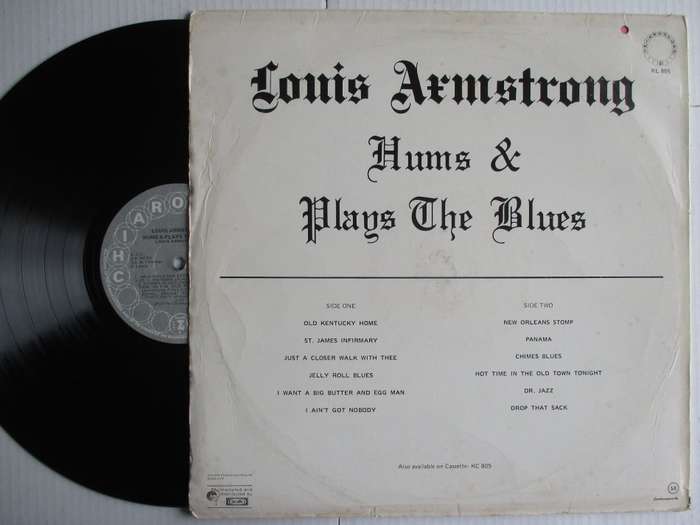 Louis Armstrong
Hums &
Plays The Blues
RL 805
SIDE ONE
OLD KENTUCKY HOME
ST. JAMES INFIRMARY
JUST A CLOSER WALK WITH THEE
JELLY ROLL BLUES
I WANT A BIG BUTTER AND EGG MAN
I AIN'T GOT NOBODY
SIDE TWO
NEW ORLEANS STOMP
PANAMA
CHIMES BLUES
HOT TIME IN THE OLD TOWN TONIGHT
DR. JAZZ
DROP THAT SACK
Also available on Cassette: KC 805